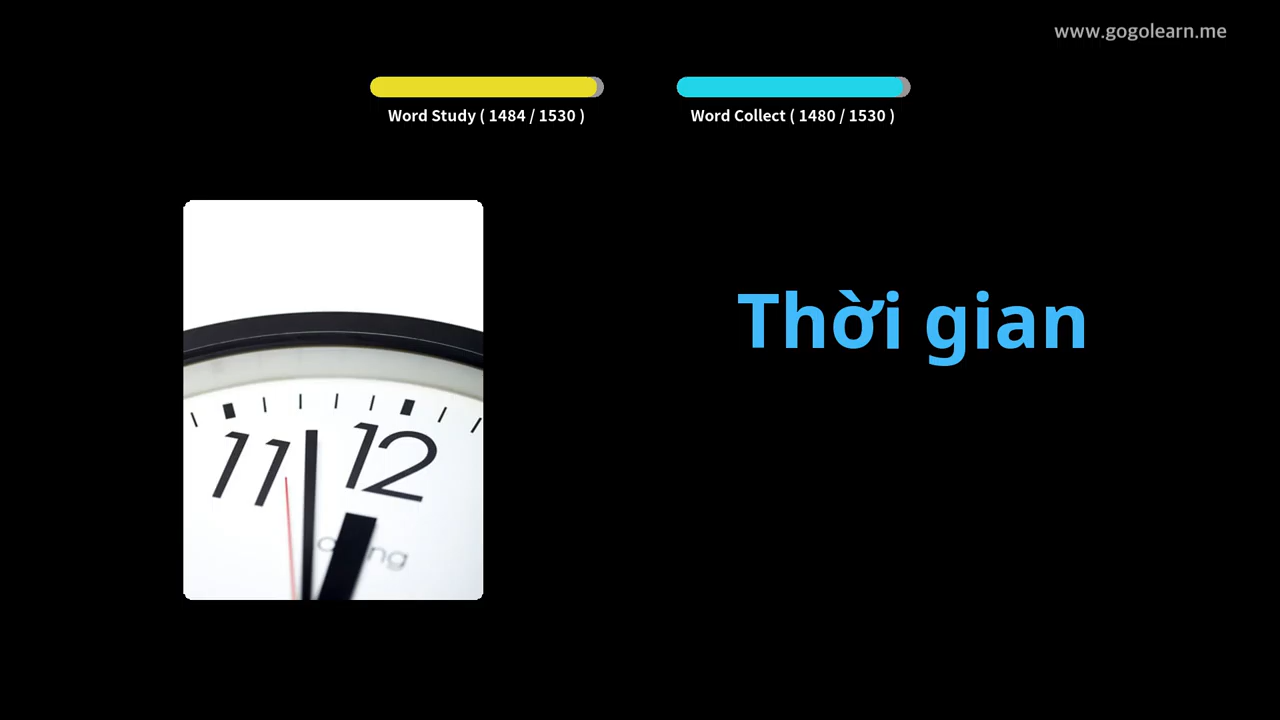 www.gogolearn.me
Word Study ( 1484 / 1530 )
Word Collect ( 1480 / 1530 )
Thời gian
11 12